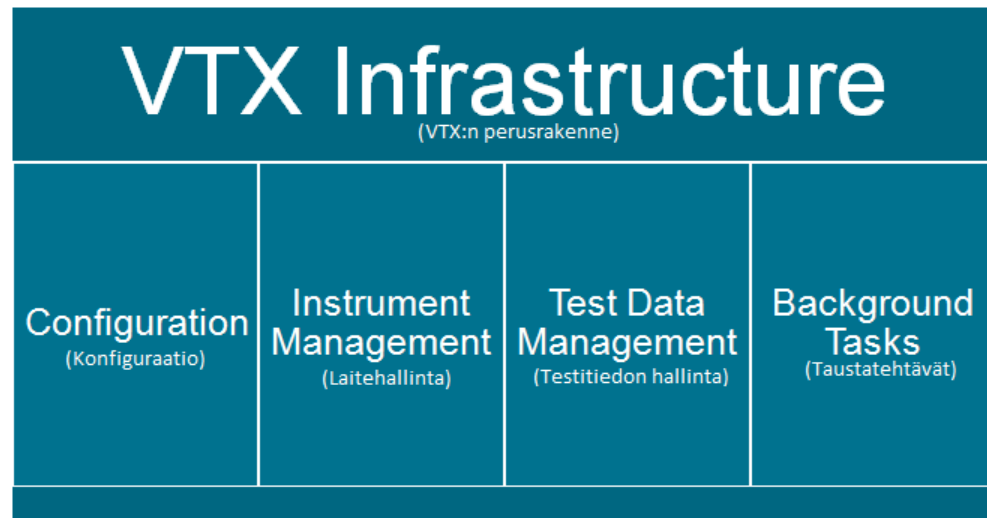 VTX Infrastructure
(VTX:n perusrakenne)
Configuration
(Konfiguraatio)
Instrument
Management
(Laitehallinta)
Test Data
Management
(Testitiedon hallinta)
Background
Tasks
(Taustatehtävät)